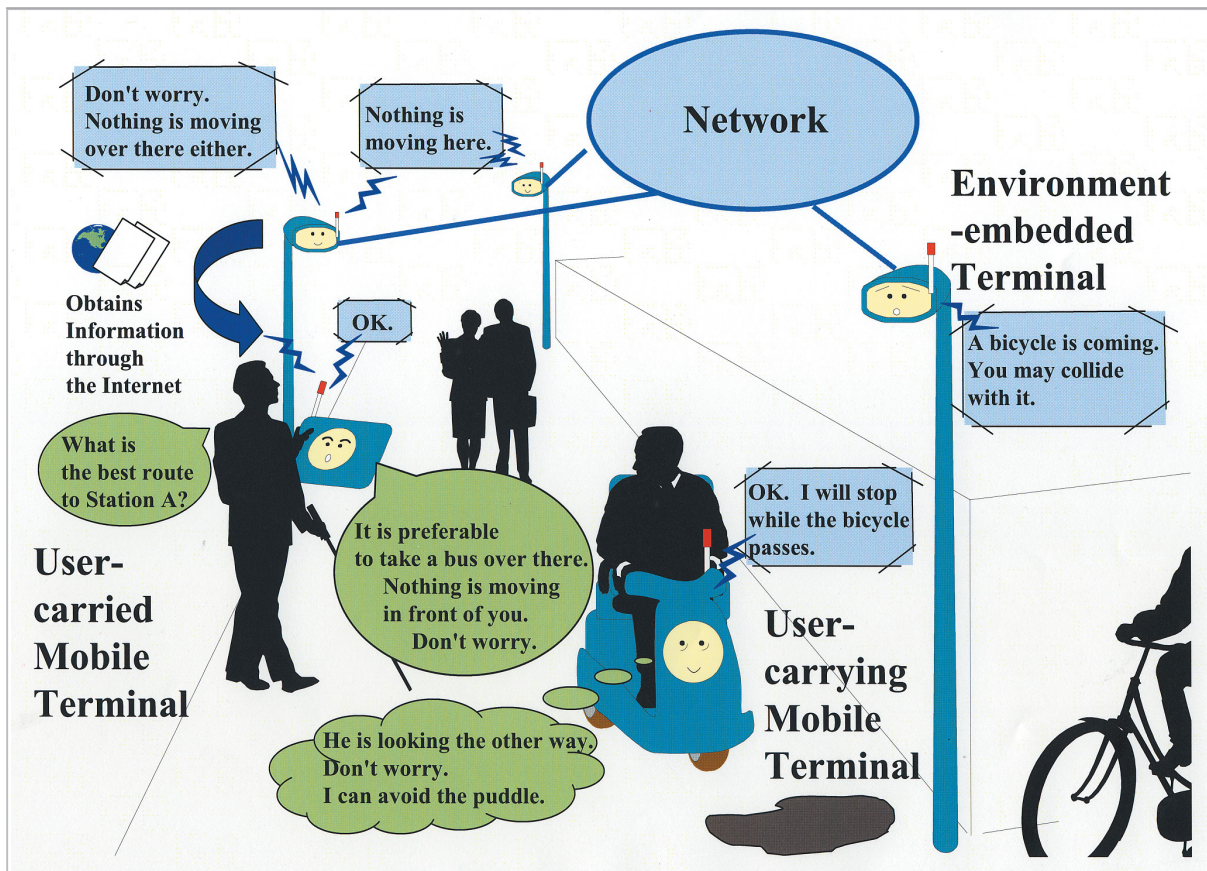 Don't worry.
Nothing is moving
over there either.
Nothing is
moving here.
Network
Environment
-embedded
Terminal
Obtains
Information
through
the Internet
OK.
A bicycle is coming.
You may collide
with it.
What is
the best route
to Station A?
It is preferable
to take a bus over there.
Nothing is moving
in front of you.
Don't worry.
OK.  I will stop
while the bicycle
passes.
User-
carried
Mobile
Terminal
User-
carrying
Mobile
Terminal
He is looking the other way.
Don't worry.
I can avoid the puddle.